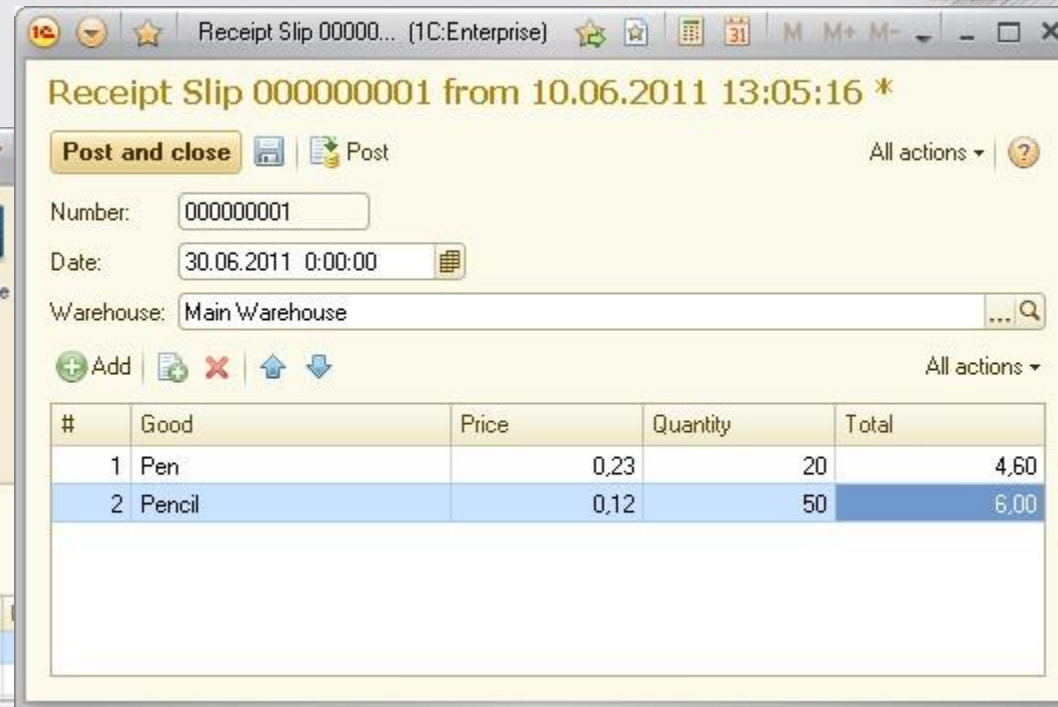 1C Receipt Slip 00000... (1C:Enterprise) 31 M M+ M-
Receipt Slip 000000001 from 10.06.2011 13:05:16 *
Post and close Post All actions ?
Number: 000000001
Date: 30.06.2011 0:00:00
e
Warehouse: Main Warehouse ...
Add All actions
# Good Price Quantity Total
1 Pen 0,23 20 4,60
2 Pencil 0,12 50 6,00